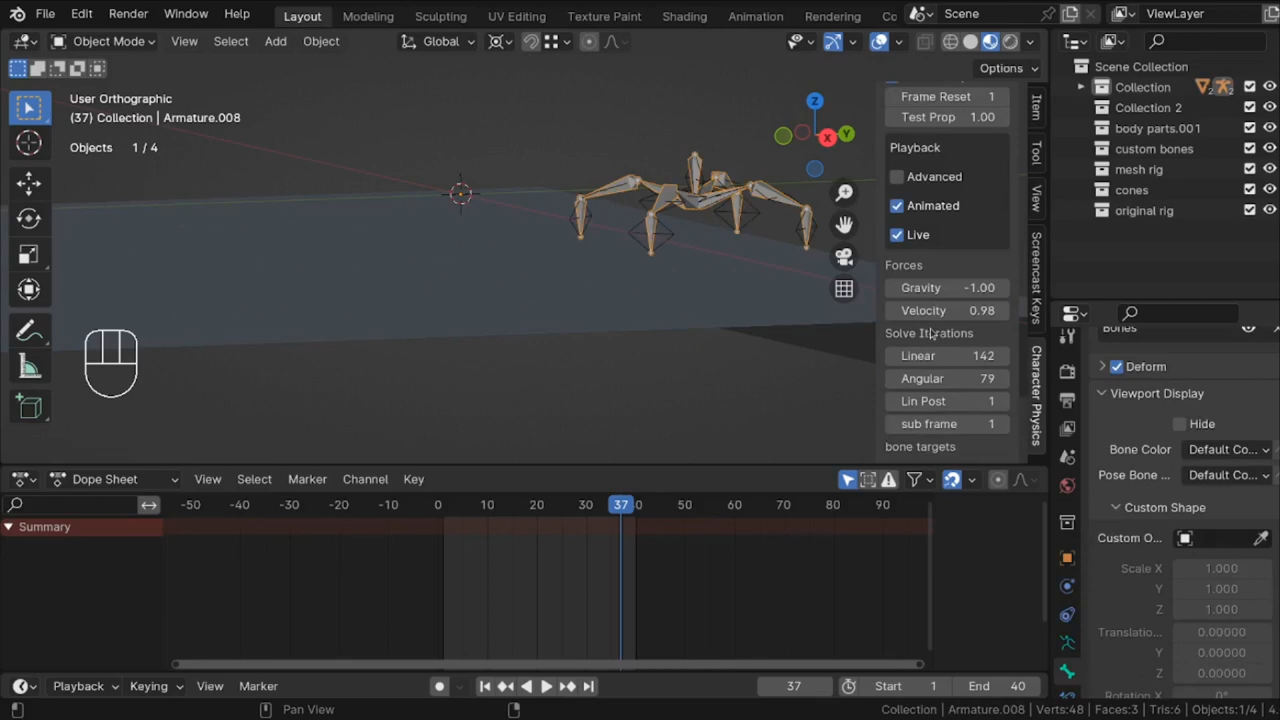 File Edit Render Window Help Layout Modeling Sculpting UV Editing Texture Paint Shading Animation Rendering Co Scene ViewLayer
Object Mode View Select Add Object Global
Options
User Orthographic
(37) Collection | Armature.008
Objects 1 / 4
Z
Y
X
Frame Reset 1
Test Prop 1.00
Playback
Advanced
Animated
Live
Forces
Gravity -1.00
Velocity 0.98
Solve Iterations
Linear 142
Angular 79
Lin Post 1
sub frame 1
bone targets
Item
Tool
View
Screencast Keys
Character Physics
Scene Collection
Collection 2 2
Collection 2
body parts.001
custom bones
mesh rig
cones
original rig
Bones
Deform
Viewport Display
Hide
Bone Color Default Co...
Pose Bone ... Default Co...
Custom Shape
Custom O...
Scale X 1.000
Y 1.000
Z 1.000
Translatio... 0.00000
Y 0.00000
Z 0.00000
Rotation X 0°
Dope Sheet View Select Marker Channel Key
-50 -40 -30 -20 -10 0 10 20 30 37 0 50 60 70 80 90
Summary
Playback Keying View Marker 37 Start 1 End 40
Pan View
Collection | Armature.008 | Verts:48 | Faces:3 | Tris:6 | Objects:1/4 | 4